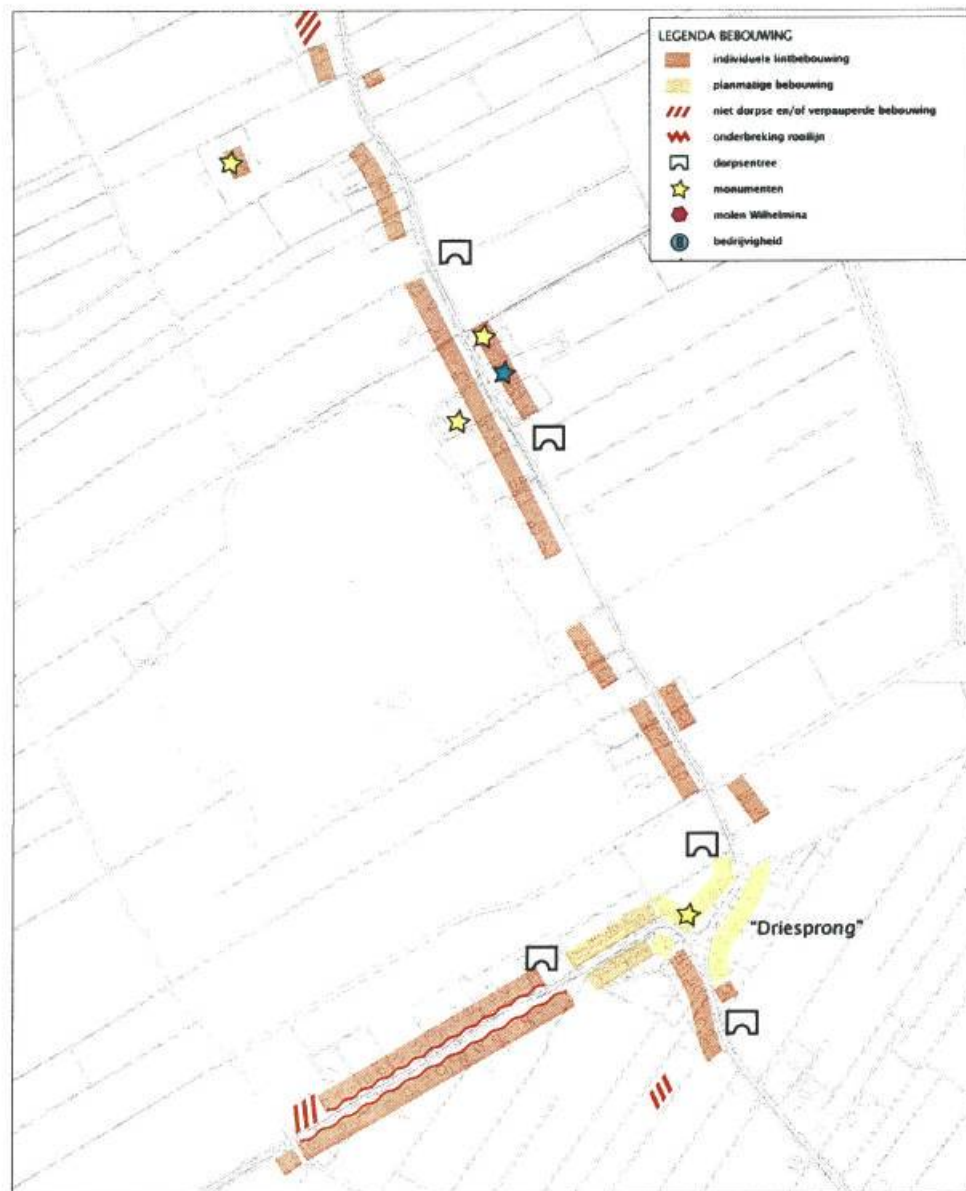 LEGENDA BEBOUWING
individuele lintbebouwing
planmatige bebouwing
niet dorpse en/of verpauperde bebouwing
onderbreking rooilijn
dorpsentree
monumenten
molen Wilhelmina
B bedrijvigheid
"Driesprong"